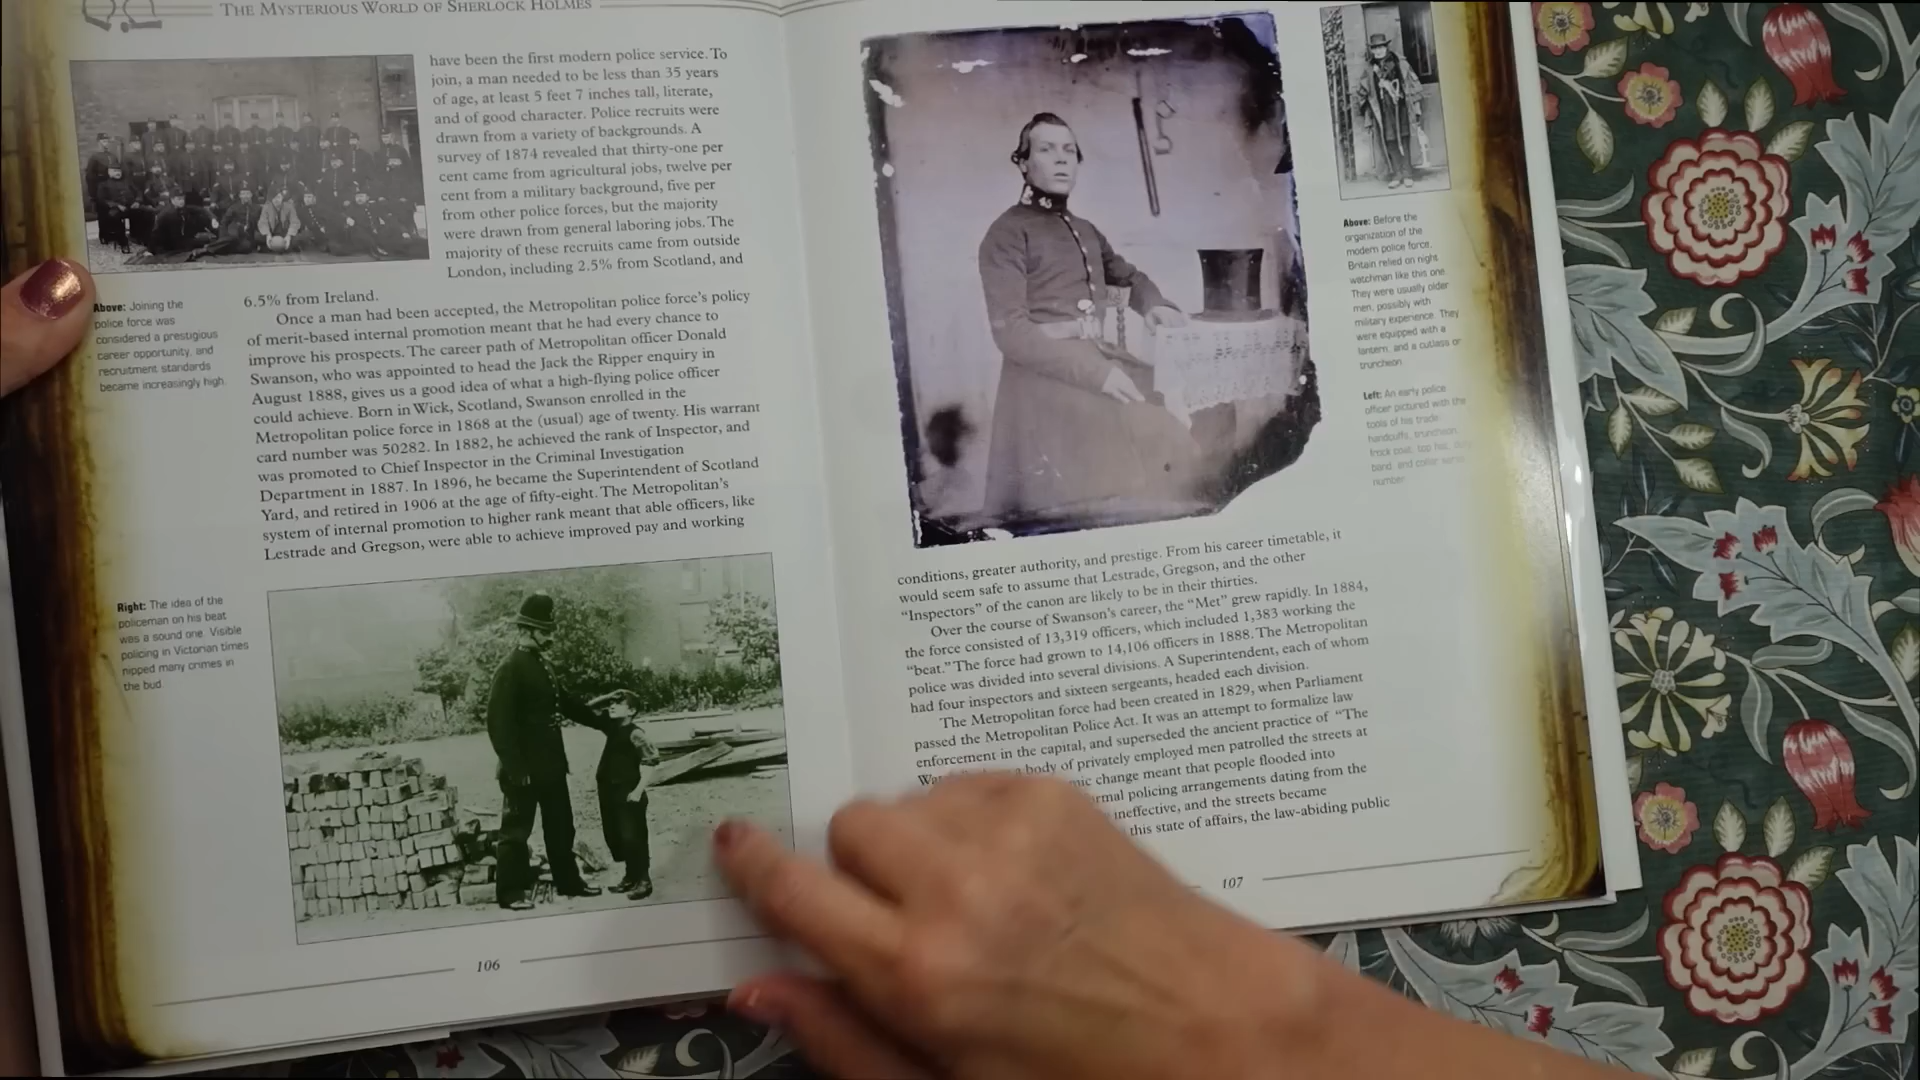 THE MYSTERIOUS WORLD OF SHERLOCK HOLMES
have been the first modern police service. To
join, a man needed to be less than 35 years
of age, at least 5 feet 7 inches tall, literate,
and of good character. Police recruits were
drawn from a variety of backgrounds. A
survey of 1874 revealed that thirty-one per
cent came from agricultural jobs, twelve per
cent from a military background, five per
from other police forces, but the majority
were drawn from general laboring jobs. The
majority of these recruits came from outside
London, including 2.5% from Scotland, and
6.5% from Ireland.
Once a man had been accepted, the Metropolitan police force's policy
of merit-based internal promotion meant that he had every chance to
improve his prospects. The career path of Metropolitan officer Donald
Swanson, who was appointed to head the Jack the Ripper enquiry in
August 1888, gives us a good idea of what a high-flying police officer
could achieve. Born in Wick, Scotland, Swanson enrolled in the
Metropolitan police force in 1868 at the (usual) age of twenty. His warrant
card number was 50282. In 1882, he achieved the rank of Inspector, and
was promoted to Chief Inspector in the Criminal Investigation
Department in 1887. In 1896, he became the Superintendent of Scotland
Yard, and retired in 1906 at the age of fifty-eight. The Metropolitan's
system of internal promotion to higher rank meant that able officers, like
Lestrade and Gregson, were able to achieve improved pay and working
Above: Joining the
police force was
considered a prestigious
career opportunity, and
recruitment standards
became increasingly high.
Right: The idea of the
policeman on his beat
was a sound one. Visible
policing in Victorian times
nipped many crimes in
the bud.
106
Above: Before the
organization of the
modern police force,
Britain relied on night
watchman like this one.
They were usually older
men, possibly with
military experience. They
were equipped with a
lantern, and a cutlass or
truncheon.
Left: An early police
officer pictured with the
tools of his trade:
handcuffs, truncheon,
frock coat, top hat, duty
band, and collar
number.
conditions, greater authority, and prestige. From his career timetable, it
would seem safe to assume that Lestrade, Gregson, and the other
"Inspectors" of the canon are likely to be in their thirties.
Over the course of Swanson's career, the "Met" grew rapidly. In 1884,
the force consisted of 13,319 officers, which included 1,383 working the
"beat." The force had grown to 14,106 officers in 1888. The Metropolitan
police was divided into several divisions. A Superintendent, each of whom
had four inspectors and sixteen sergeants, headed each division.
The Metropolitan force had been created in 1829, when Parliament
passed the Metropolitan Police Act. It was an attempt to formalize law
enforcement in the capital, and superseded the ancient practice of "The
a body of privately employed men patrolled the streets at
change meant that people flooded into
policing arrangements dating from the
ineffective, and the streets became
this state of affairs, the law-abiding public
107